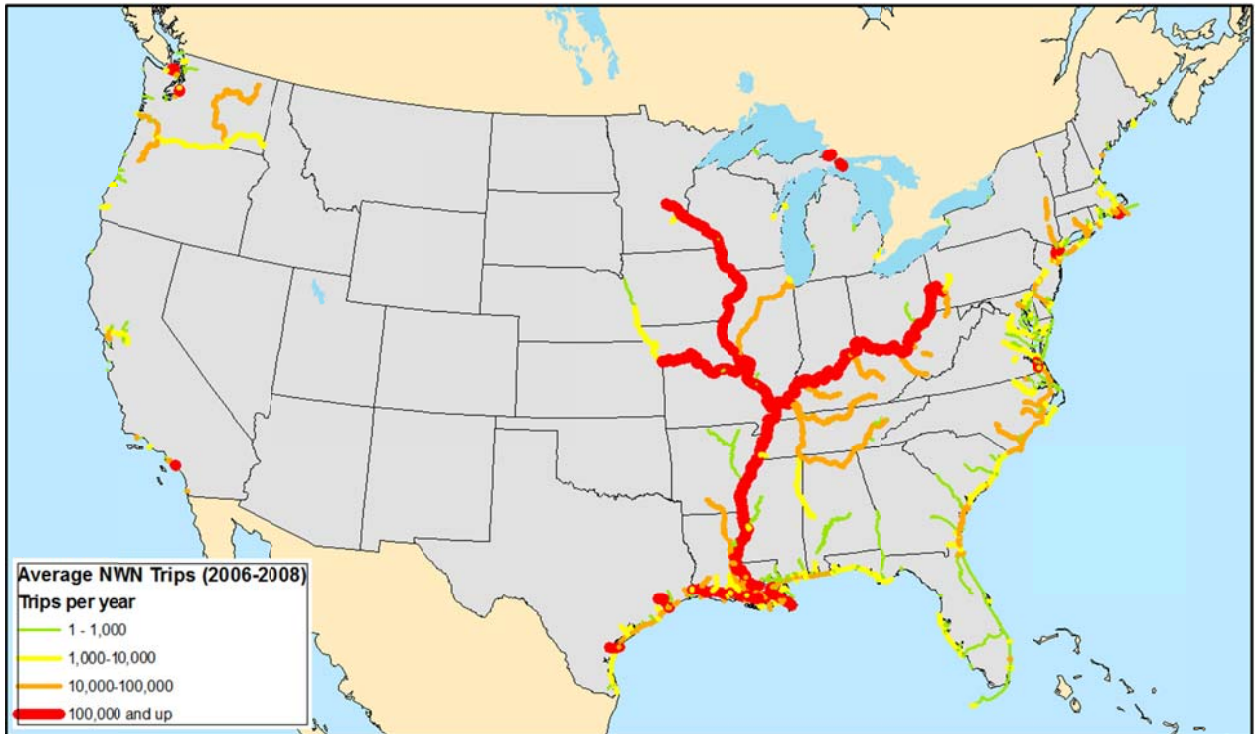 Average NWN Trips (2006-2008)
Trips per year
1 - 1,000
1,000-10,000
10,000-100,000
100,000 and up